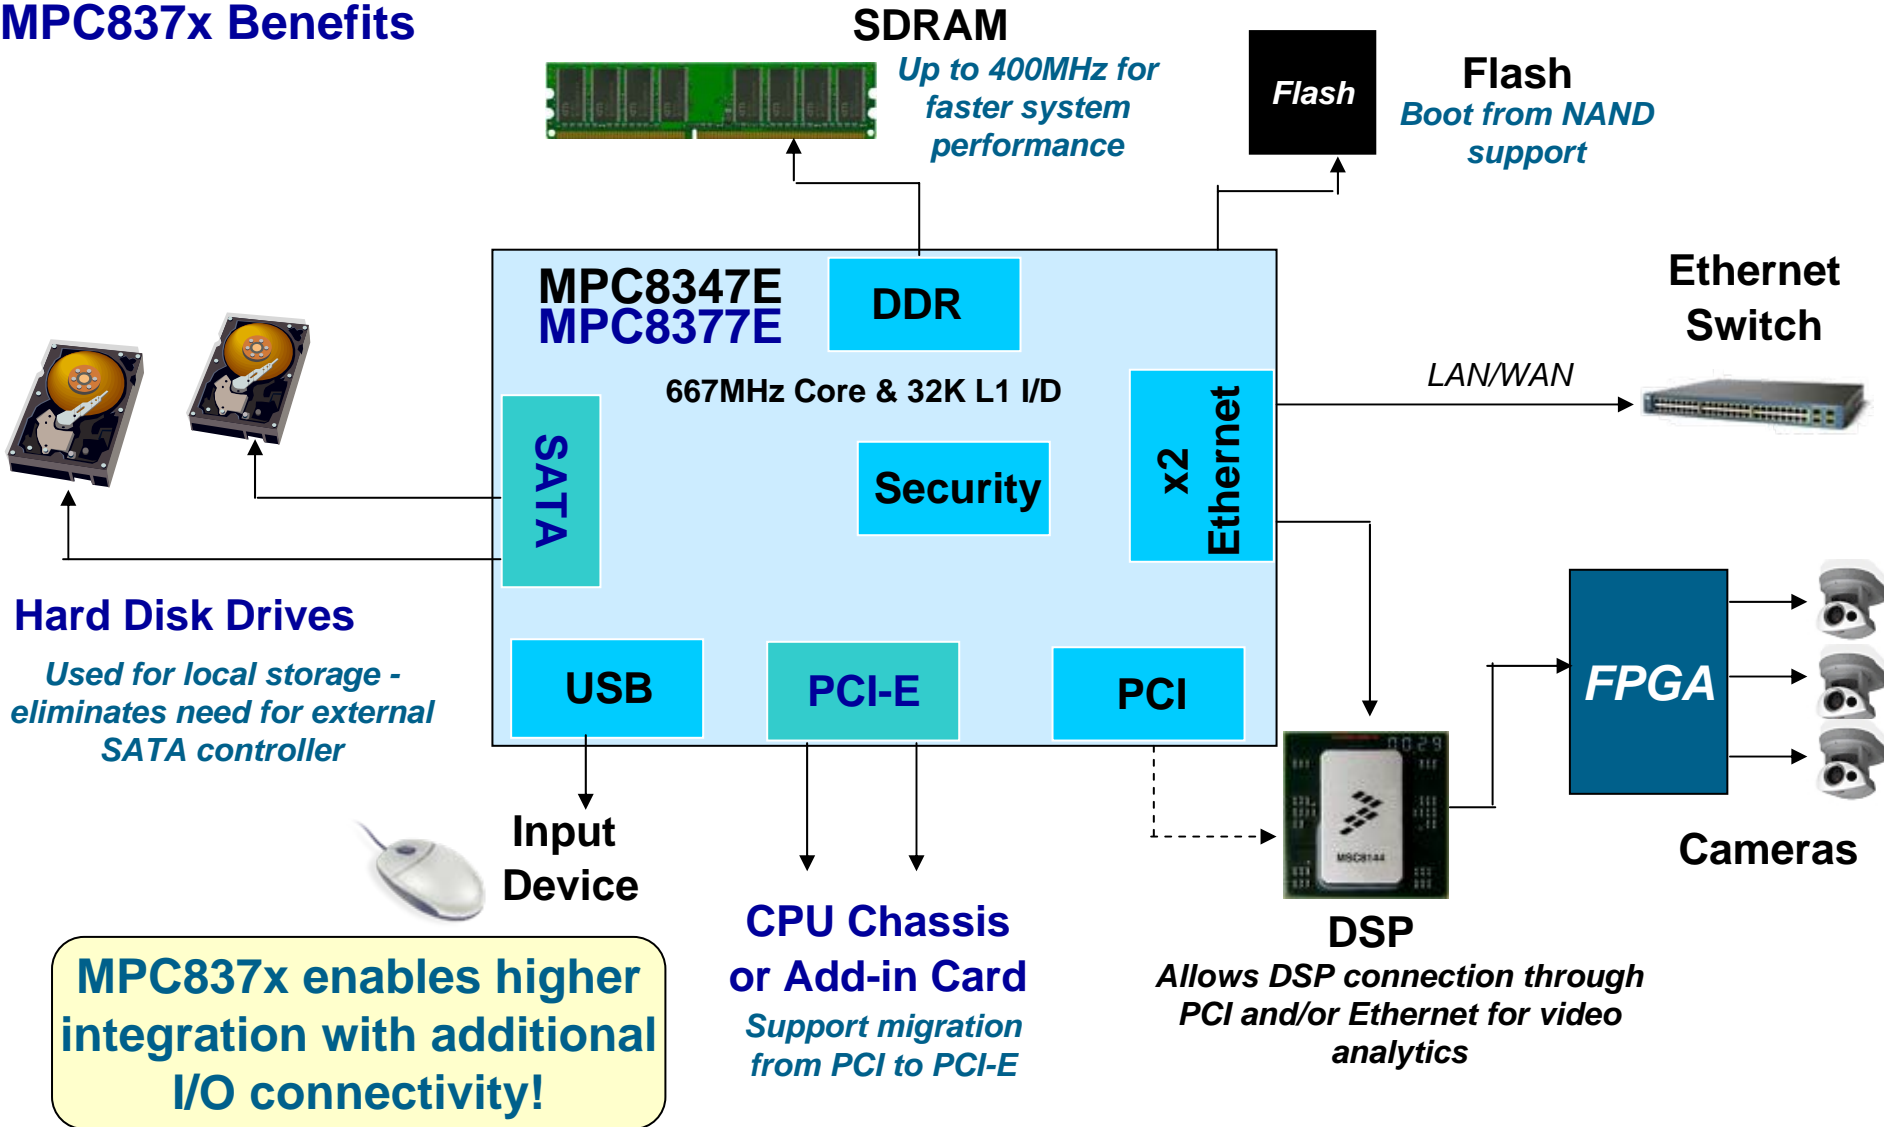 MPC837x Benefits
SDRAM
Up to 400MHz for
faster system
performance
Flash
Flash
Boot from NAND
support
MPC8347E
MPC8377E
DDR
667MHz Core & 32K L1 I/D
SATA
Security
x2
Ethernet
USB
PCI-E
PCI
Ethernet
Switch
LAN/WAN
Hard Disk Drives
Used for local storage -
eliminates need for external
SATA controller
Input
Device
CPU Chassis
or Add-in Card
Support migration
from PCI to PCI-E
00.29
MSC8144
DSP
Allows DSP connection through
PCI and/or Ethernet for video
analytics
FPGA
Cameras
MPC837x enables higher
integration with additional
I/O connectivity!